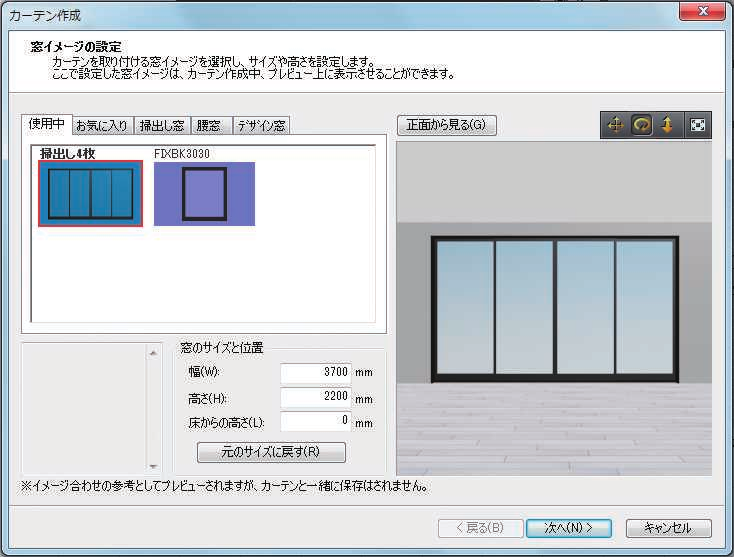 カーテン作成
窓イメージの設定
カーテンを取り付ける窓イメージを選択し、サイズや高さを設定します。
ここで設定した窓イメージは、カーテン作成中、プレビュー上に表示させることができます。
使用中 お気に入り 掃出し窓 腰窓 デザイン窓
正面から見る(G)
掃出し4枚 FIXBK3030
窓のサイズと位置
幅(W): 3700 mm
高さ(H): 2200 mm
床からの高さ(L): 0 mm
元のサイズに戻す(R)
※イメージ合わせの参考としてプレビューされますが、カーテンと一緒に保存はされません。
< 戻る(B) 次へ(N) > キャンセル